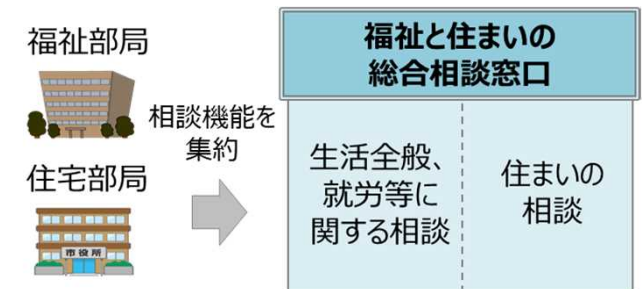 福祉部局
住宅部局
市役所
相談機能を
集約
福祉と住まいの
総合相談窓口
生活全般、
就労等に
関する相談
住まいの
相談